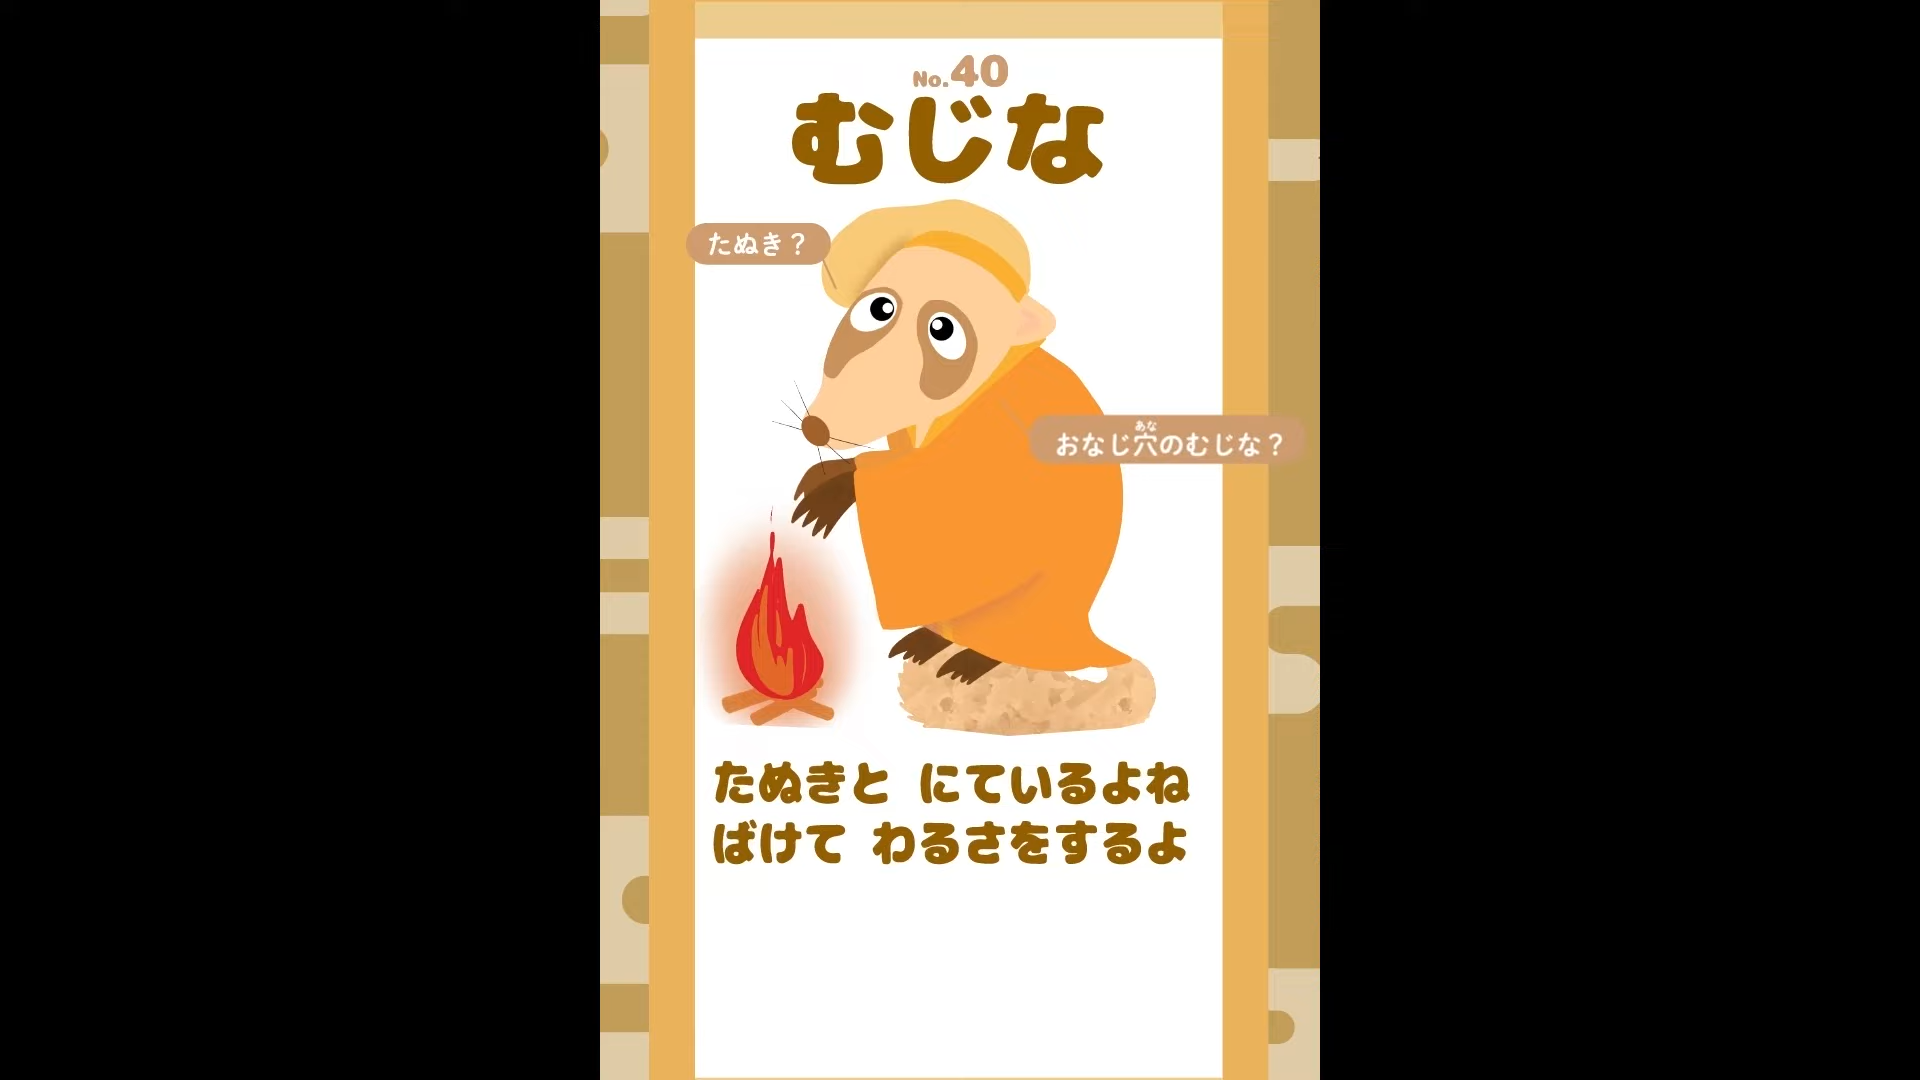 No.40
むじな
たぬき？
あな
おなじ穴のむじな？
たぬきと にているよね
ばけて わるさをするよ